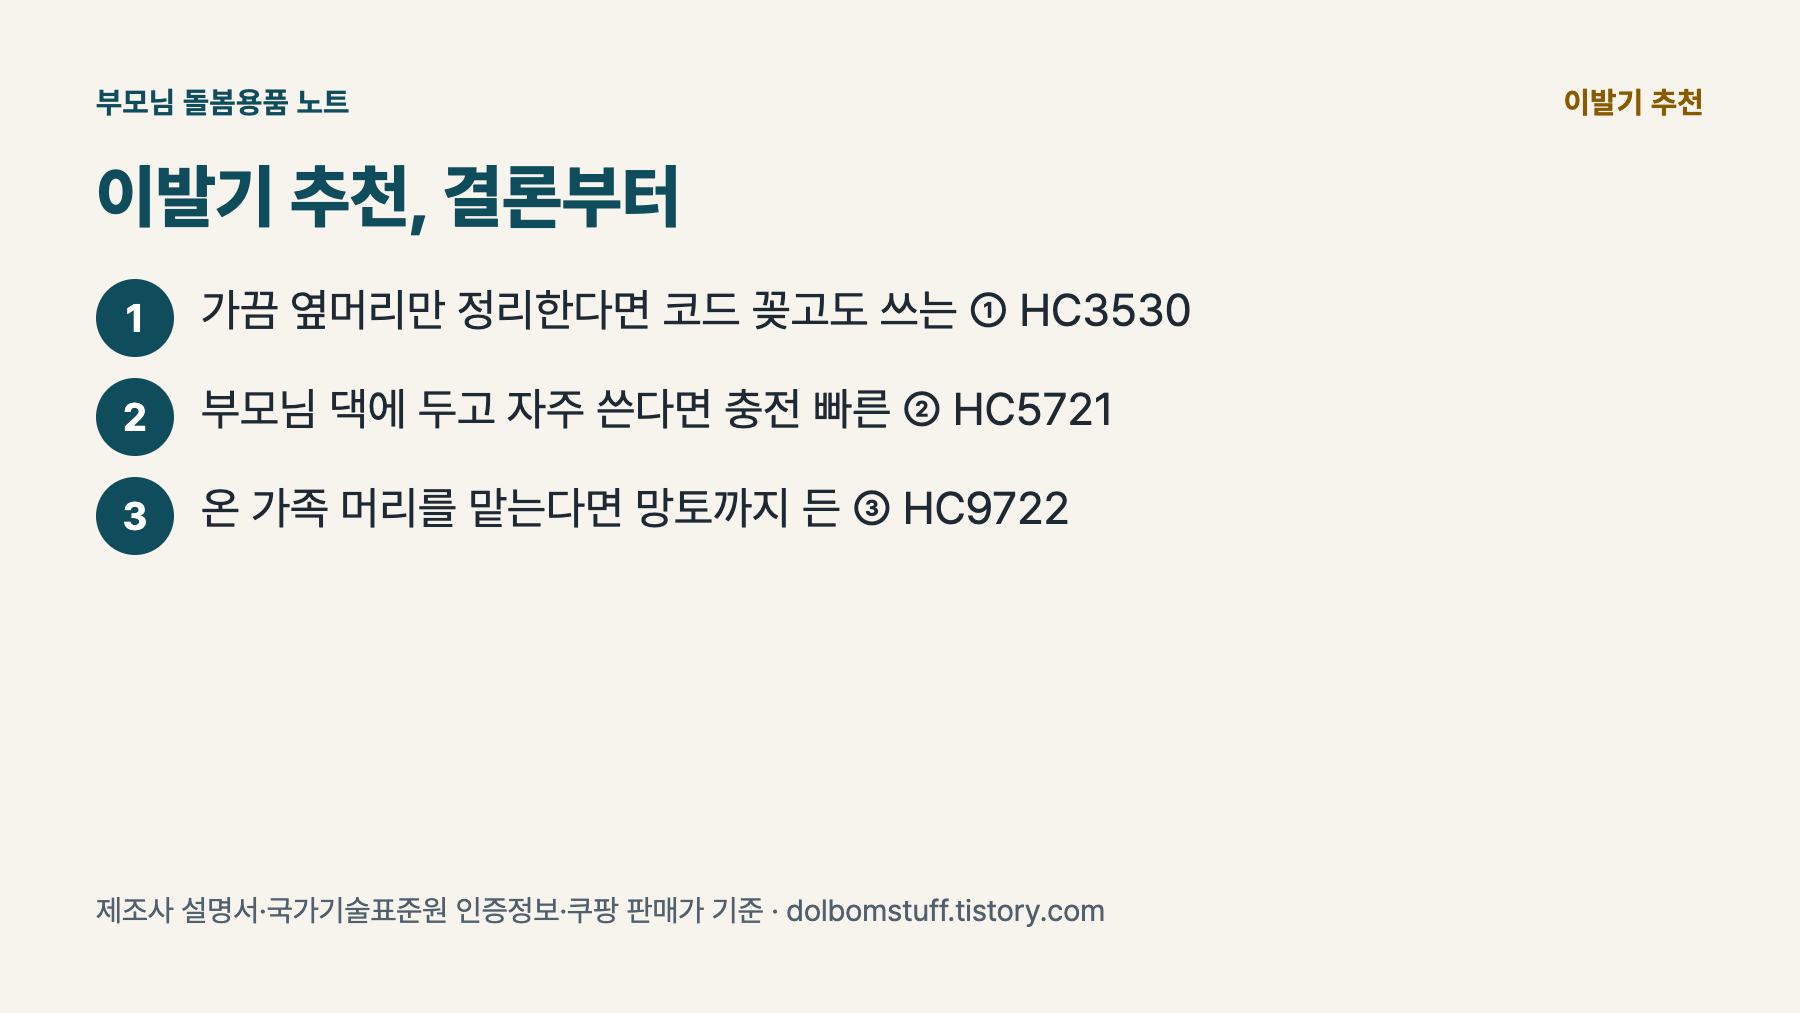 부모님 돌봄용품 노트
이발기 추천
이발기 추천, 결론부터
1 가끔 옆머리만 정리한다면 코드 꽂고도 쓰는 ① HC3530
2 부모님 댁에 두고 자주 쓴다면 충전 빠른 ② HC5721
3 온 가족 머리를 맡는다면 망토까지 든 ③ HC9722
제조사 설명서·국가기술표준원 인증정보·쿠팡 판매가 기준 · dolbomstuff.tistory.com